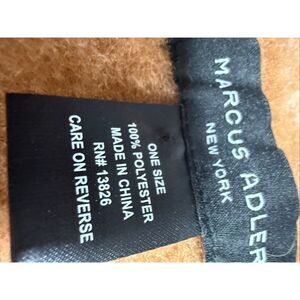 MARCUS ADLER
NEW YORK
ONE SIZE
100% POLYESTER
MADE IN CHINA
RN# 13826
CARE ON REVERSE